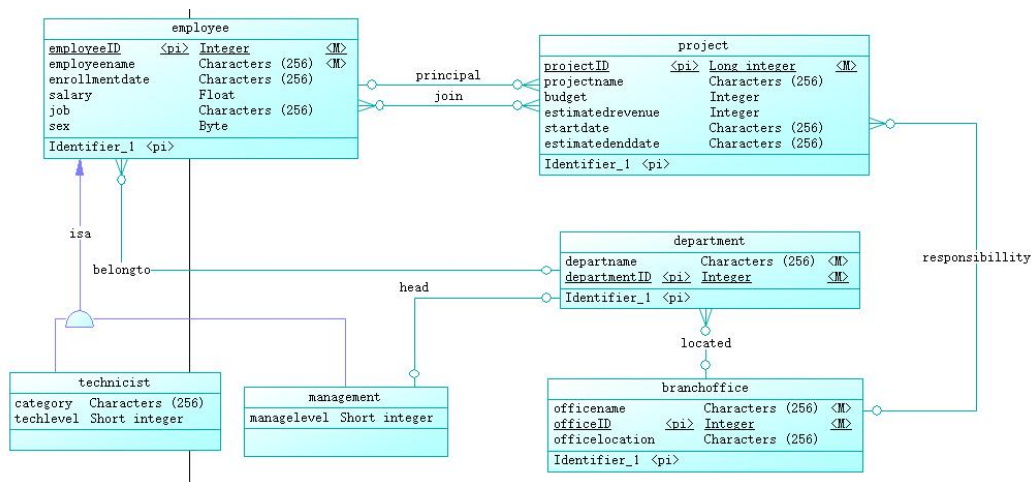 employee
employeeID <pi> Integer <M>
employeename Characters (256) <M>
enrollmentdate Characters (256)
salary Float
job Characters (256)
sex Byte
Identifier_1 <pi>
principal
join
project
projectID <pi> Long integer <M>
projectname Characters (256)
budget Integer
estimatedrevenue Integer
startdate Characters (256)
estimatedenddate Characters (256)
Identifier_1 <pi>
isa
belongto
head
department
departname Characters (256) <M>
departmentID <pi> Integer <M>
Identifier_1 <pi>
responsibillity
located
technicist
category Characters (256)
techlevel Short integer
management
managelevel Short integer
branchoffice
officename Characters (256) <M>
officeID <pi> Integer <M>
officelocation Characters (256)
Identifier_1 <pi>